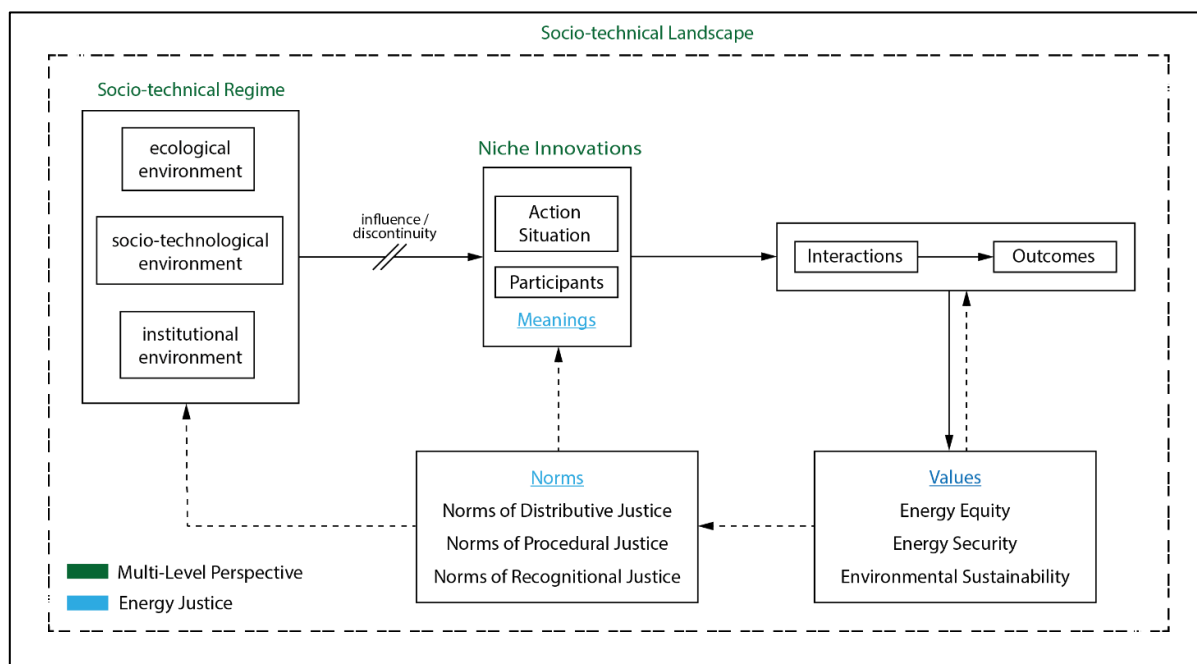 Socio-technical Landscape
Socio-technical Regime
ecological
environment
socio-technological
environment
institutional
environment
influence /
discontinuity
Niche Innovations
Action
Situation
Participants
Meanings
Interactions
Outcomes
Norms
Norms of Distributive Justice
Norms of Procedural Justice
Norms of Recognitional Justice
Values
Energy Equity
Energy Security
Environmental Sustainability
Multi-Level Perspective
Energy Justice